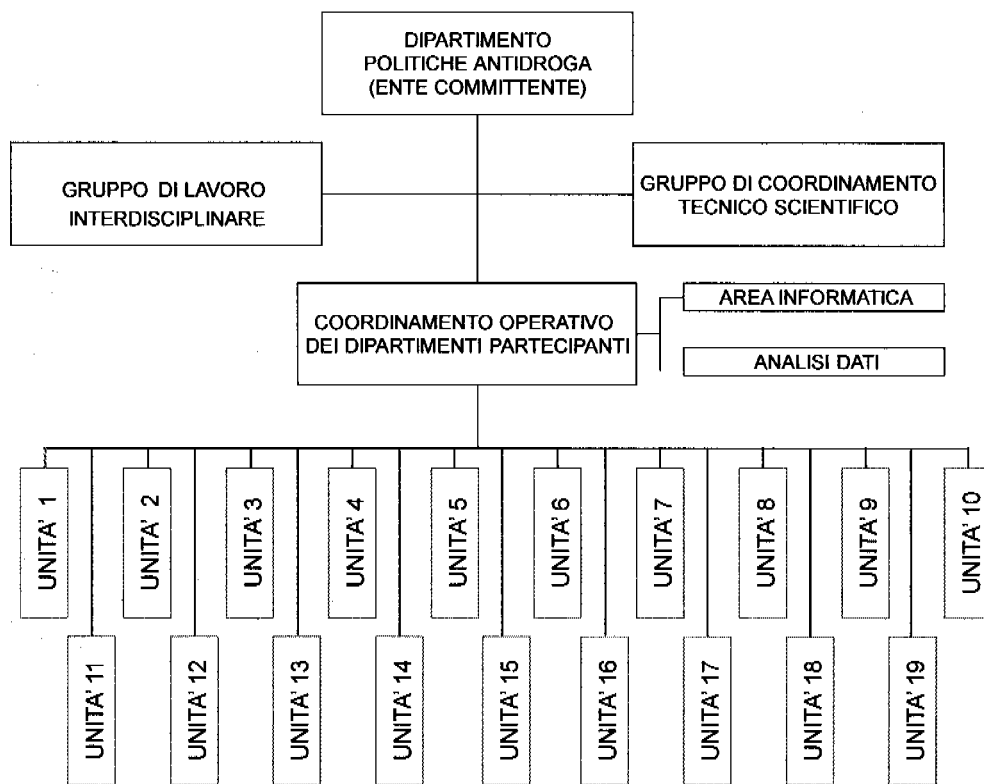 DIPARTIMENTO
POLITICHE ANTIDROGA
(ENTE COMMITTENTE)
GRUPPO DI LAVORO
INTERDISCIPLINARE
GRUPPO DI COORDINAMENTO
TECNICO SCIENTIFICO
COORDINAMENTO OPERATIVO
DEI DIPARTIMENTI PARTECIPANTI
AREA INFORMATICA
ANALISI DATI
UNITA' 1
UNITA' 2
UNITA' 3
UNITA' 4
UNITA' 5
UNITA' 6
UNITA' 7
UNITA' 8
UNITA' 9
UNITA' 10
UNITA' 11
UNITA' 12
UNITA' 13
UNITA' 14
UNITA' 15
UNITA' 16
UNITA' 17
UNITA' 18
UNITA' 19